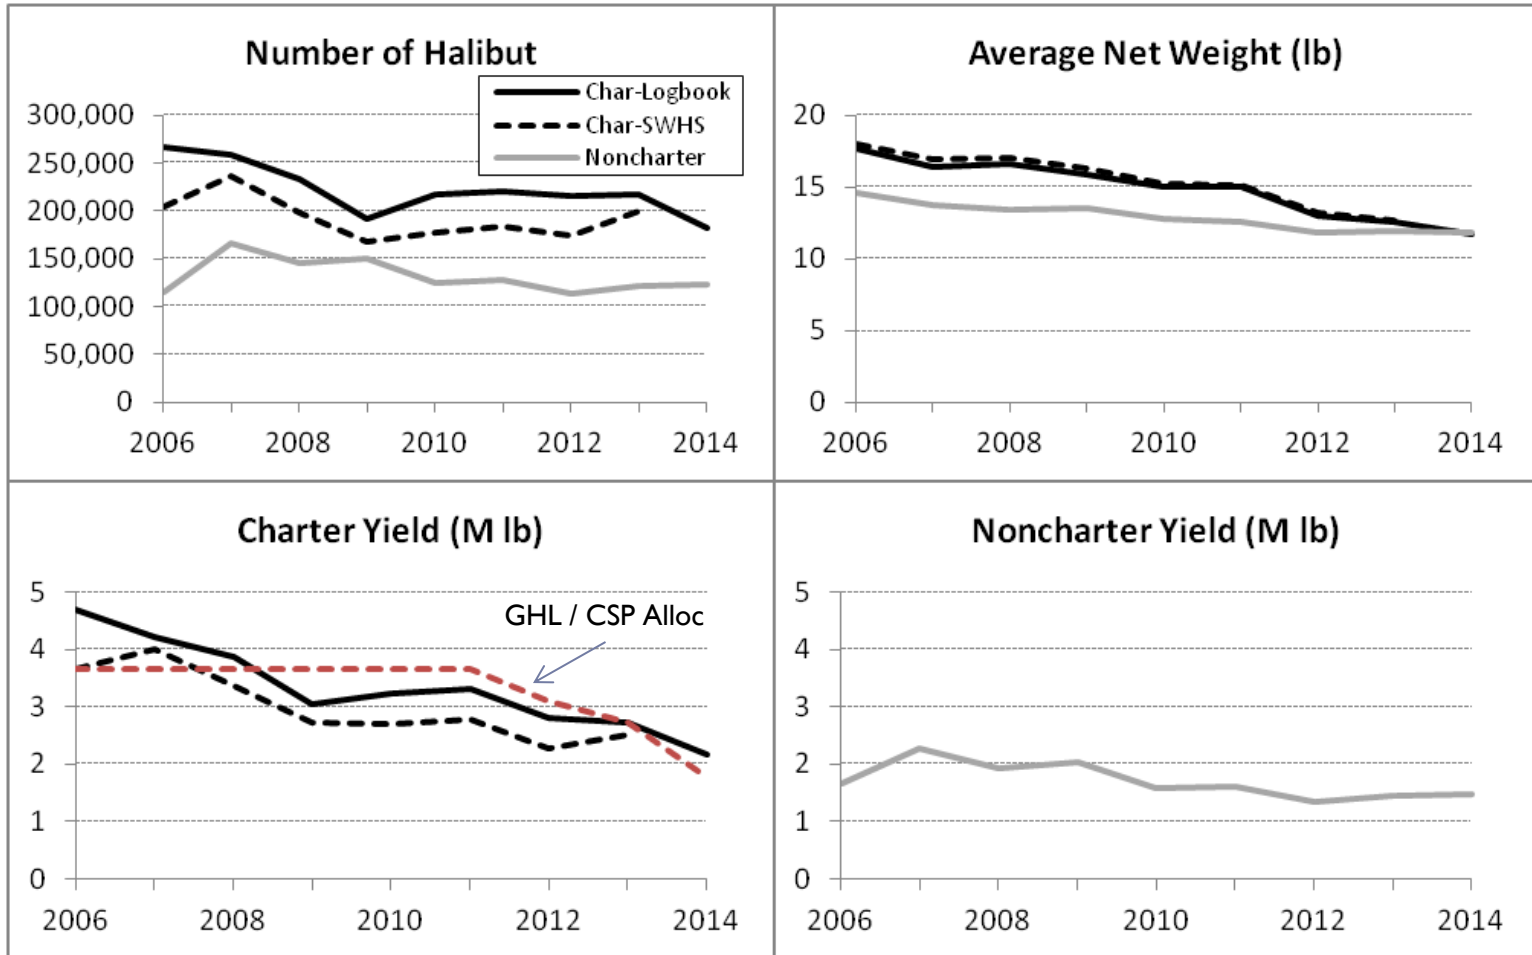 Number of Halibut
Char-Logbook
Char-SWHS
Noncharter
300,000
250,000
200,000
150,000
100,000
50,000
0
2006 2008 2010 2012 2014
Average Net Weight (lb)
20
15
10
5
0
2006 2008 2010 2012 2014
Charter Yield (M lb)
GHL / CSP Alloc
5
4
3
2
1
0
2006 2008 2010 2012 2014
Noncharter Yield (M lb)
5
4
3
2
1
0
2006 2008 2010 2012 2014